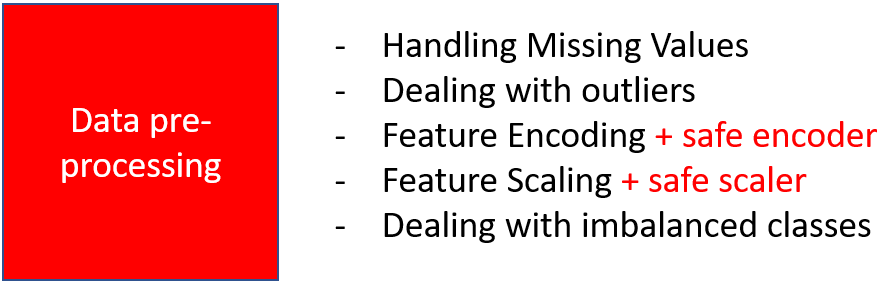 Data pre-
processing
- Handling Missing Values
- Dealing with outliers
- Feature Encoding + safe encoder
- Feature Scaling + safe scaler
- Dealing with imbalanced classes